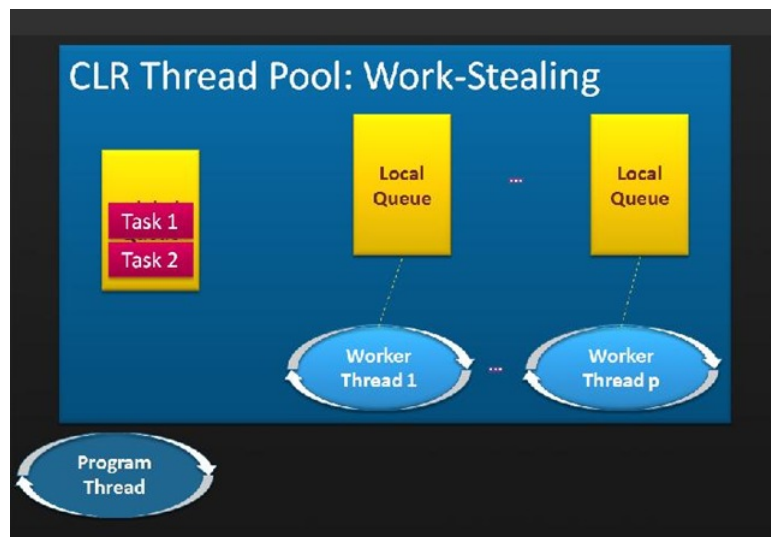 CLR Thread Pool: Work-Stealing
Task 1
Task 2
Local
Queue
...
Local
Queue
Worker
Thread 1
...
Worker
Thread p
Program
Thread